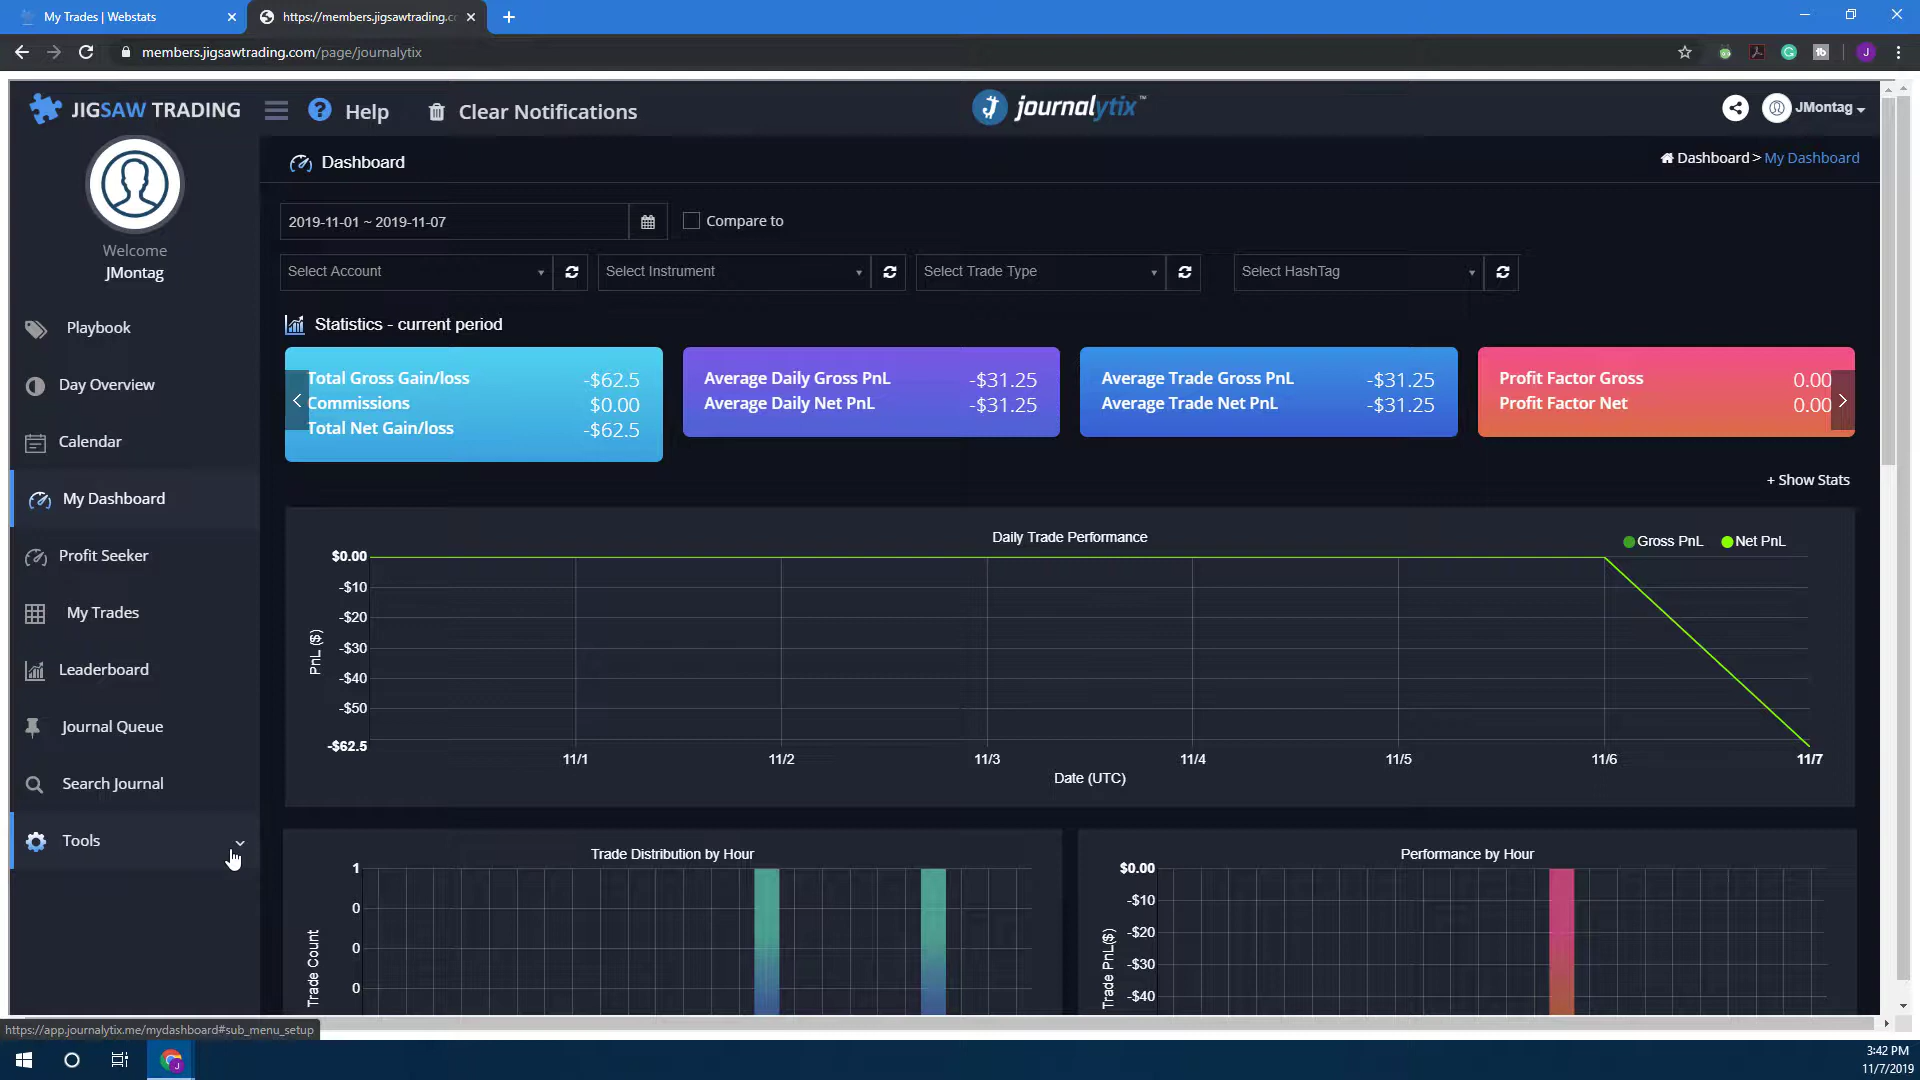 My Trades | Webstats
https://members.jigsawtrading.co
members.jigsawtrading.com/page/journalytix
JIGSAW TRADING
Help
Clear Notifications
journalytix™
JMontag
Welcome
JMontag
Dashboard
Dashboard > My Dashboard
2019-11-01 ~ 2019-11-07
Compare to
Select Account
Select Instrument
Select Trade Type
Select HashTag
Statistics - current period
Total Gross Gain/loss -$62.5
Commissions $0.00
Total Net Gain/loss -$62.5
Average Daily Gross PnL -$31.25
Average Daily Net PnL -$31.25
Average Trade Gross PnL -$31.25
Average Trade Net PnL -$31.25
Profit Factor Gross 0.00
Profit Factor Net 0.00
+ Show Stats
Playbook
Day Overview
Calendar
My Dashboard
Profit Seeker
My Trades
Leaderboard
Journal Queue
Search Journal
Tools
Daily Trade Performance
Gross PnL Net PnL
$0.00
-$10
-$20
-$30
-$40
-$50
-$62.5
PnL ($)
11/1 11/2 11/3 11/4 11/5 11/6 11/7
Date (UTC)
Trade Distribution by Hour
1
0
0
0
Trade Count
Performance by Hour
$0.00
-$10
-$20
-$30
-$40
Trade PnL($)
https://app.journalytix.me/mydashboard#sub_menu_setup
3:42 PM
11/7/2019